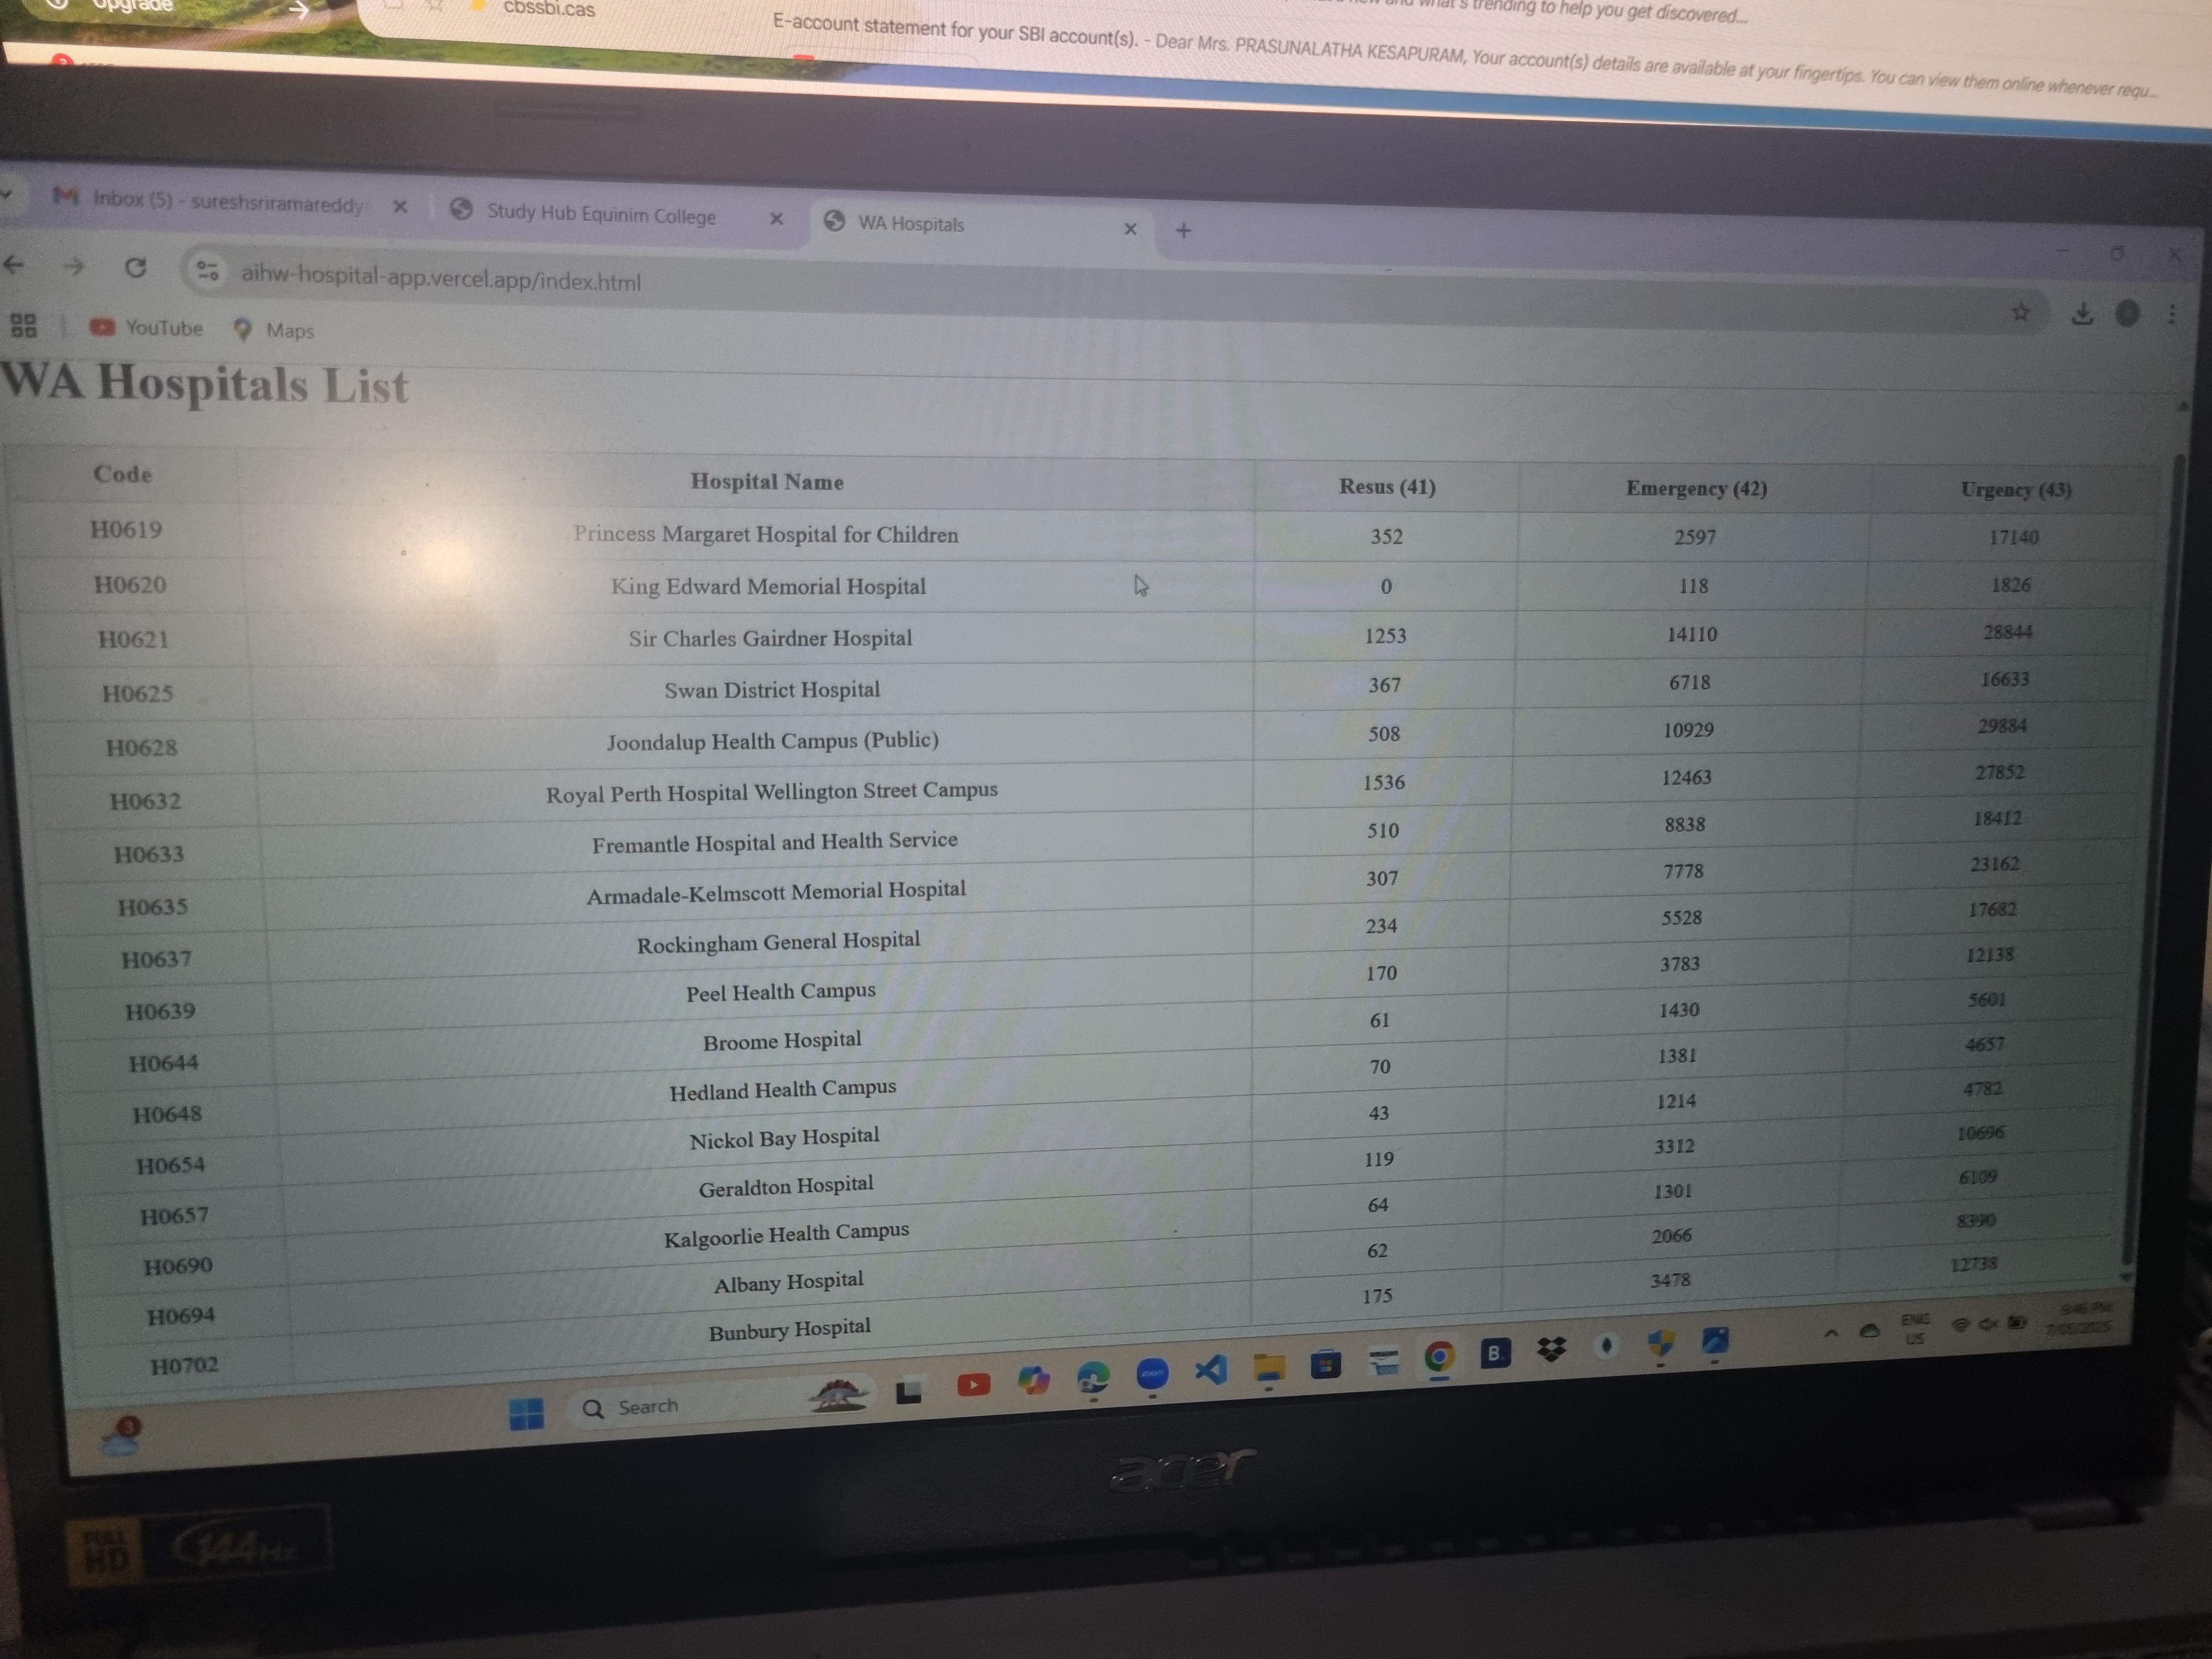 Upgrade
cbssbi.cas
what's trending to help you get discovered...
E-account statement for your SBI account(s). - Dear Mrs. PRASUNALATHA KESAPURAM, Your account(s) details are available at your fingertips. You can view them online whenever requ...
Inbox (5) - sureshsriramareddy
Study Hub Equinim College
WA Hospitals
aihw-hospital-app.vercel.app/index.html
YouTube Maps
WA Hospitals List
Code Hospital Name Resus (41) Emergency (42) Urgency (43)
H0619 Princess Margaret Hospital for Children 352 2597 17140
H0620 King Edward Memorial Hospital 0 118 1826
H0621 Sir Charles Gairdner Hospital 1253 14110 28844
H0625 Swan District Hospital 367 6718 16633
H0628 Joondalup Health Campus (Public) 508 10929 29884
H0632 Royal Perth Hospital Wellington Street Campus 1536 12463 27852
H0633 Fremantle Hospital and Health Service 510 8838 18412
H0635 Armadale-Kelmscott Memorial Hospital 307 7778 23162
H0637 Rockingham General Hospital 234 5528 17682
H0639 Peel Health Campus 170 3783 12138
H0644 Broome Hospital 61 1430 5601
H0648 Hedland Health Campus 70 1381 4657
H0654 Nickol Bay Hospital 43 1214 4782
H0657 Geraldton Hospital 119 3312 10696
H0690 Kalgoorlie Health Campus 64 1301 6109
H0694 Albany Hospital 62 2066 8390
H0702 Bunbury Hospital 175 3478 12738
3
Search
zoom
B.
ENG
US
9:46 PM
acer
FULL
HD
144Hz